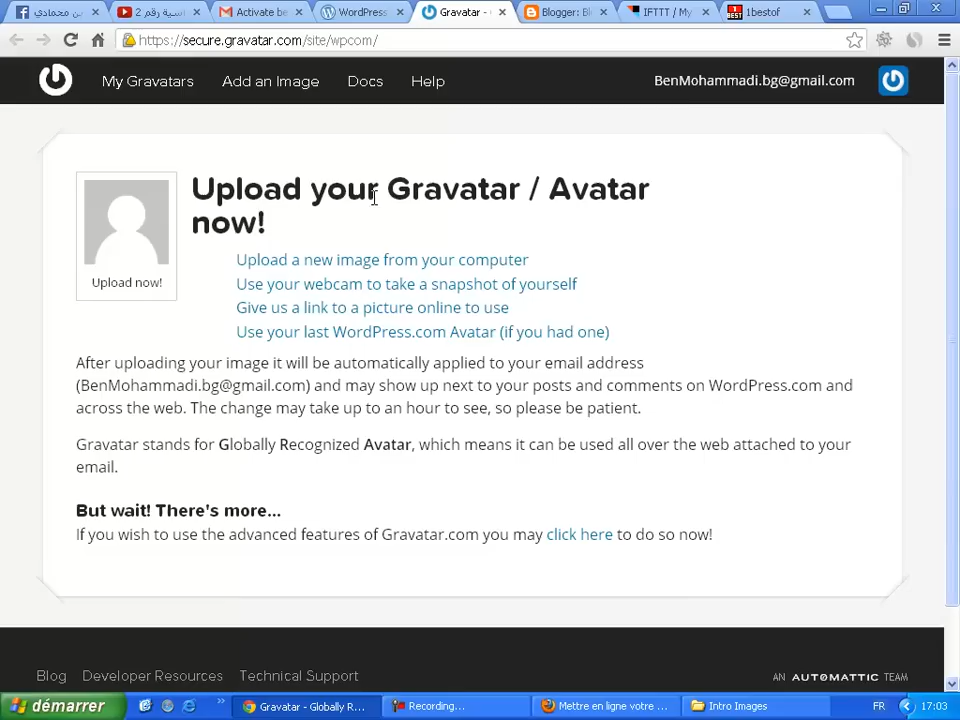 ن محمادي
اسية رقم 2
Activate be
WordPress
Gravatar -
Blogger: Bl
IFTTT / My
1 BEST 1bestof
https://secure.gravatar.com/site/wpcom/
My Gravatars Add an Image Docs Help BenMohammadi.bg@gmail.com
Upload your Gravatar / Avatar
now!
Upload now!
Upload a new image from your computer
Use your webcam to take a snapshot of yourself
Give us a link to a picture online to use
Use your last WordPress.com Avatar (if you had one)
After uploading your image it will be automatically applied to your email address
(BenMohammadi.bg@gmail.com) and may show up next to your posts and comments on WordPress.com and
across the web. The change may take up to an hour to see, so please be patient.
Gravatar stands for Globally Recognized Avatar, which means it can be used all over the web attached to your
email.
But wait! There's more...
If you wish to use the advanced features of Gravatar.com you may click here to do so now!
Blog Developer Resources Technical Support AN AUTOMATTIC TEAM
démarrer Gravatar - Globally R... Recording... Mettre en ligne votre ... Intro Images FR 17:03